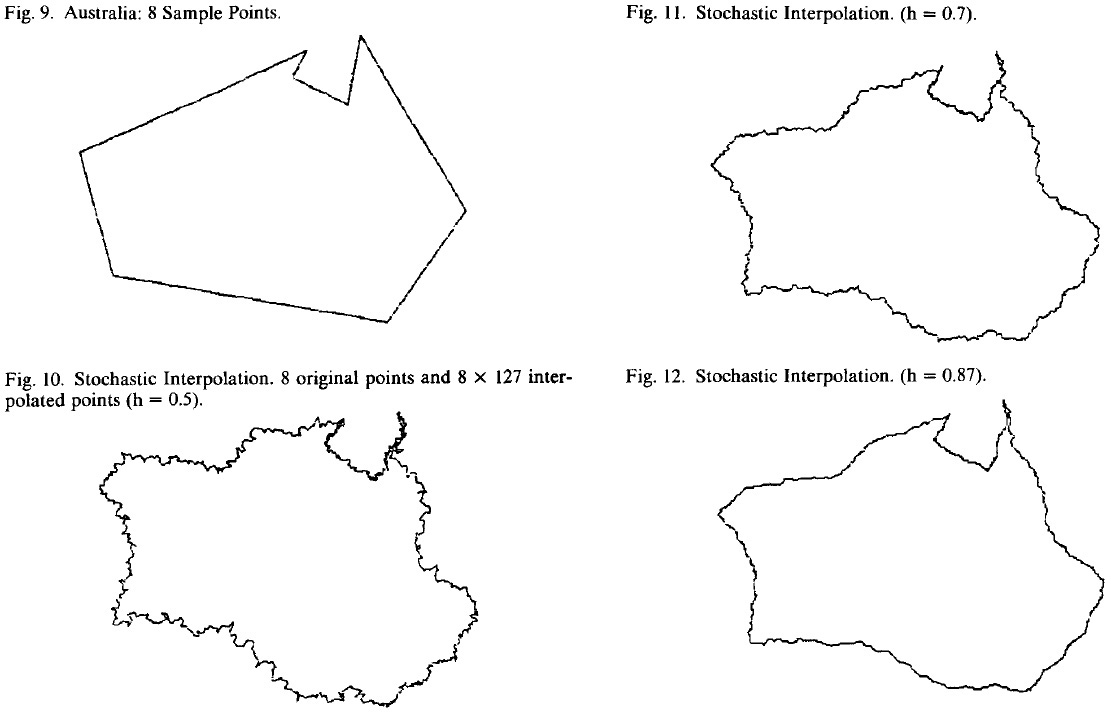 Fig. 9. Australia: 8 Sample Points.
Fig. 11. Stochastic Interpolation. (h = 0.7).
Fig. 10. Stochastic Interpolation. 8 original points and 8 × 127 inter-
polated points (h = 0.5).
Fig. 12. Stochastic Interpolation. (h = 0.87).